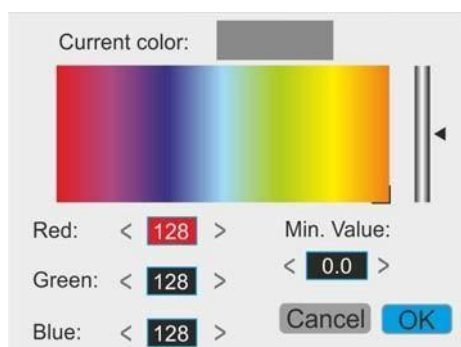 Current color:
Red: < 128 >
Min. Value:
< 0.0 >
Green: < 128 >
Blue: < 128 >
Cancel OK